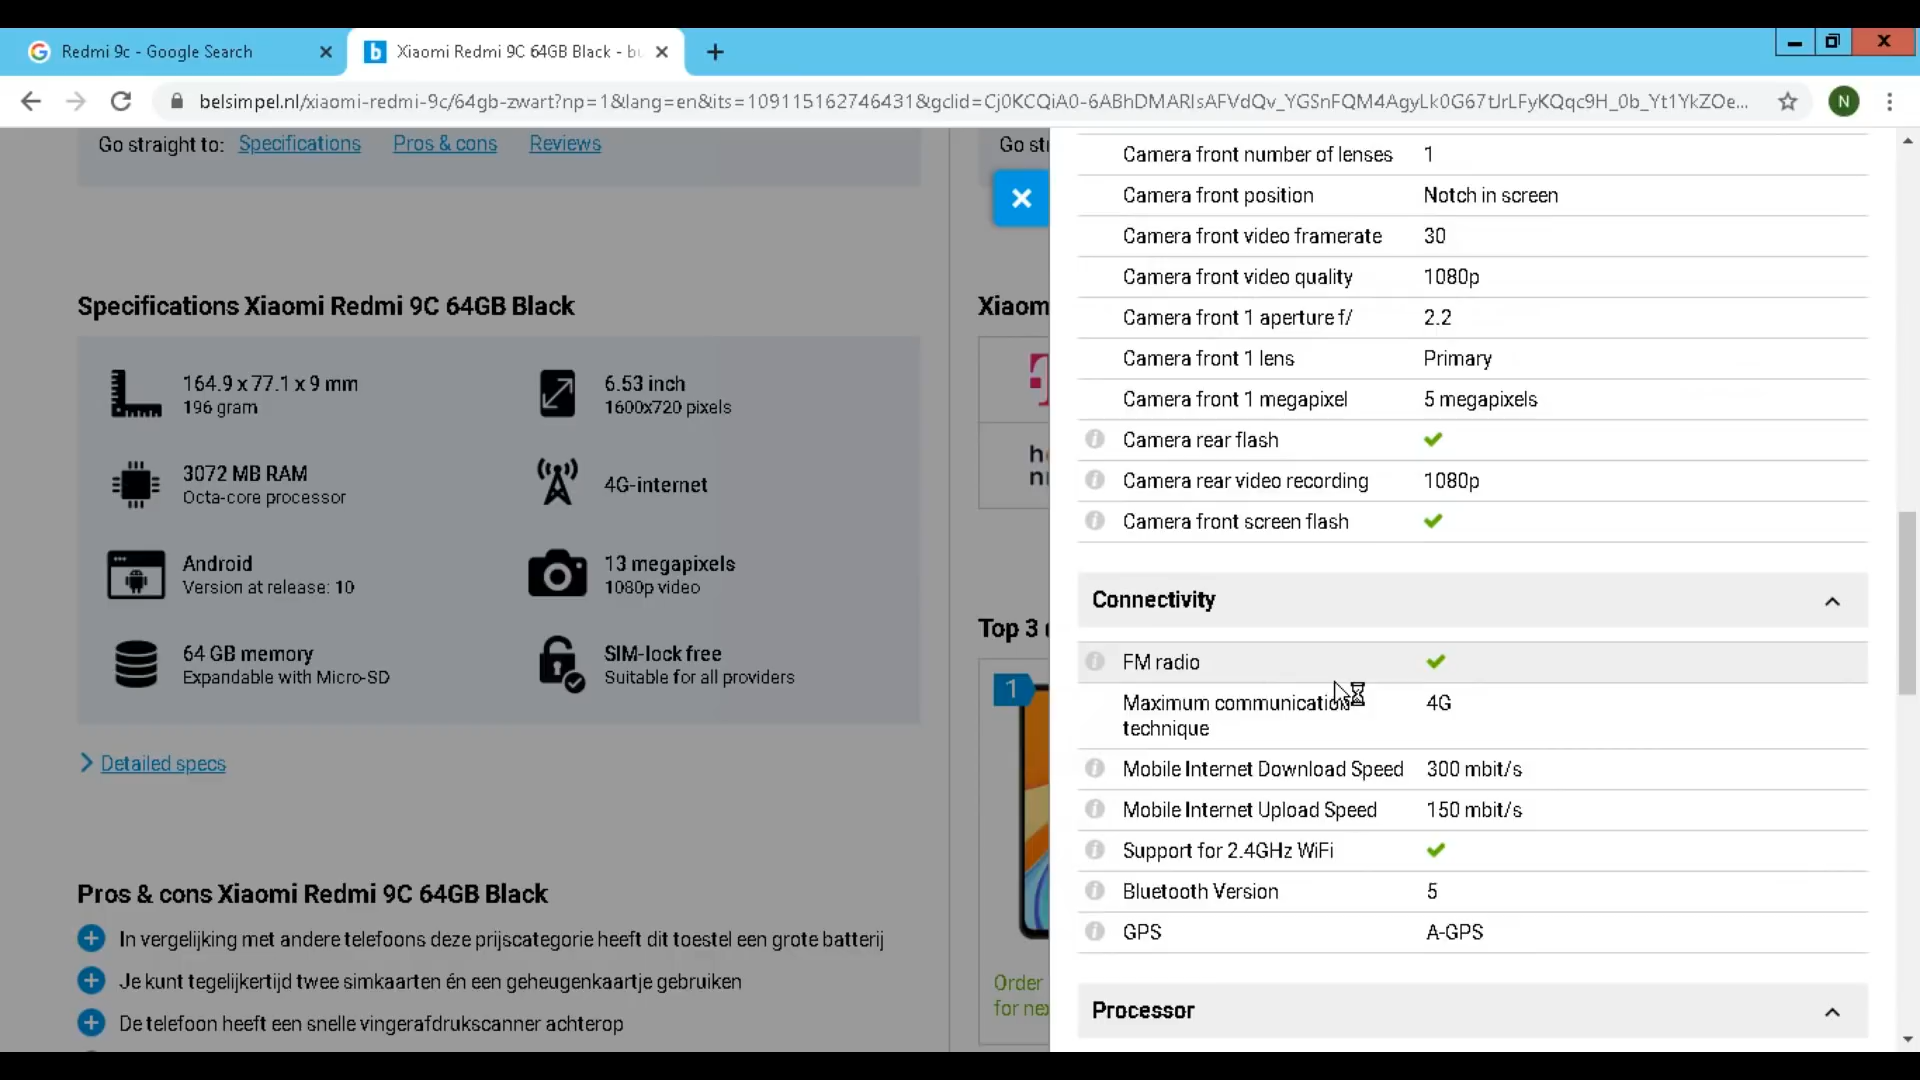 Redmi 9c - Google Search
Xiaomi Redmi 9C 64GB Black - bu
belsimpel.nl/xiaomi-redmi-9c/64gb-zwart?np=1&lang=en&its=109115162746431&gclid=Cj0KCQiA0-6ABhDMARIsAFVdQv_YGSnFQM4AgyLk0G67tJrLFyKQqc9H_0b_Yt1YkZOe...
N
Go straight to: Specifications Pros & cons Reviews
Specifications Xiaomi Redmi 9C 64GB Black
164.9 x 77.1 x 9 mm
196 gram
6.53 inch
1600x720 pixels
3072 MB RAM
Octa-core processor
4G-internet
Android
Version at release: 10
13 megapixels
1080p video
64 GB memory
Expandable with Micro-SD
SIM-lock free
Suitable for all providers
Detailed specs
Pros & cons Xiaomi Redmi 9C 64GB Black
In vergelijking met andere telefoons deze prijscategorie heeft dit toestel een grote batterij
Je kunt tegelijkertijd twee simkaarten én een geheugenkaartje gebruiken
De telefoon heeft een snelle vingerafdrukscanner achterop
Go str
Xiaom
Top 3
1
Order
for nex
Camera front number of lenses 1
Camera front position Notch in screen
Camera front video framerate 30
Camera front video quality 1080p
Camera front 1 aperture f/ 2.2
Camera front 1 lens Primary
Camera front 1 megapixel 5 megapixels
Camera rear flash
Camera rear video recording 1080p
Camera front screen flash
Connectivity
FM radio
Maximum communication 4G
technique
Mobile Internet Download Speed 300 mbit/s
Mobile Internet Upload Speed 150 mbit/s
Support for 2.4GHz WiFi
Bluetooth Version 5
GPS A-GPS
Processor